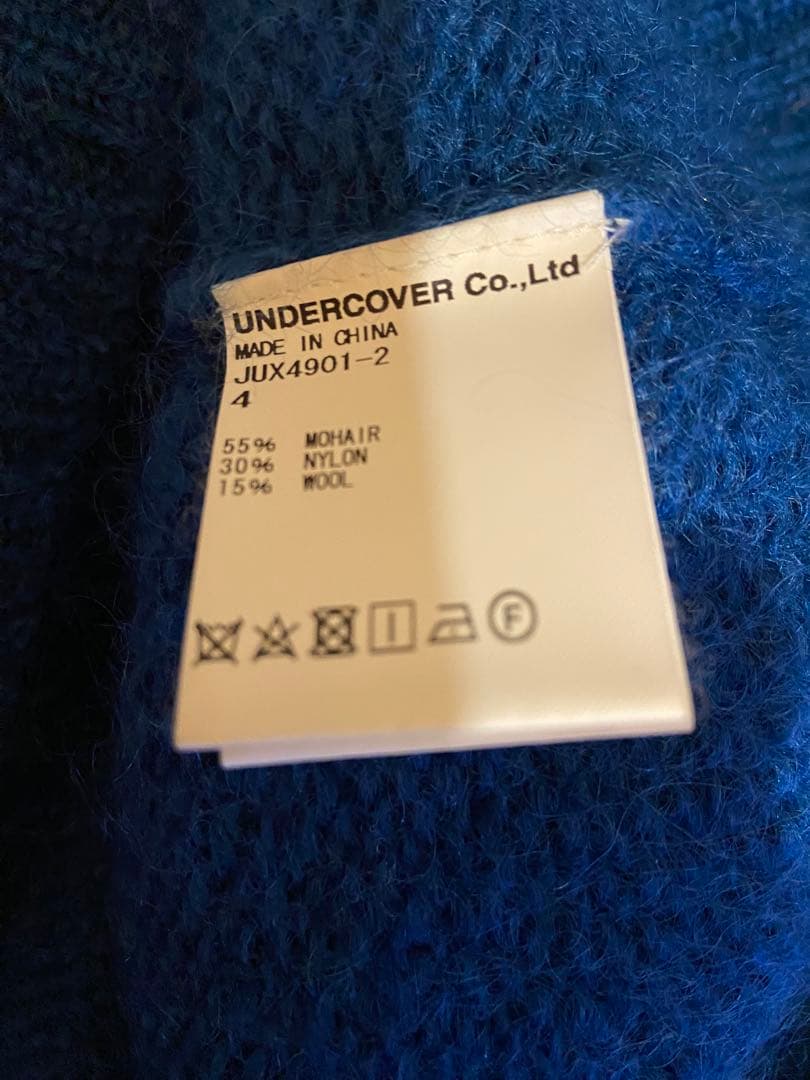 UNDERCOVER Co.,Ltd
MADE IN CHINA
JUX4901-2
4
55% MOHAIR
30% NYLON
15% WOOL
F